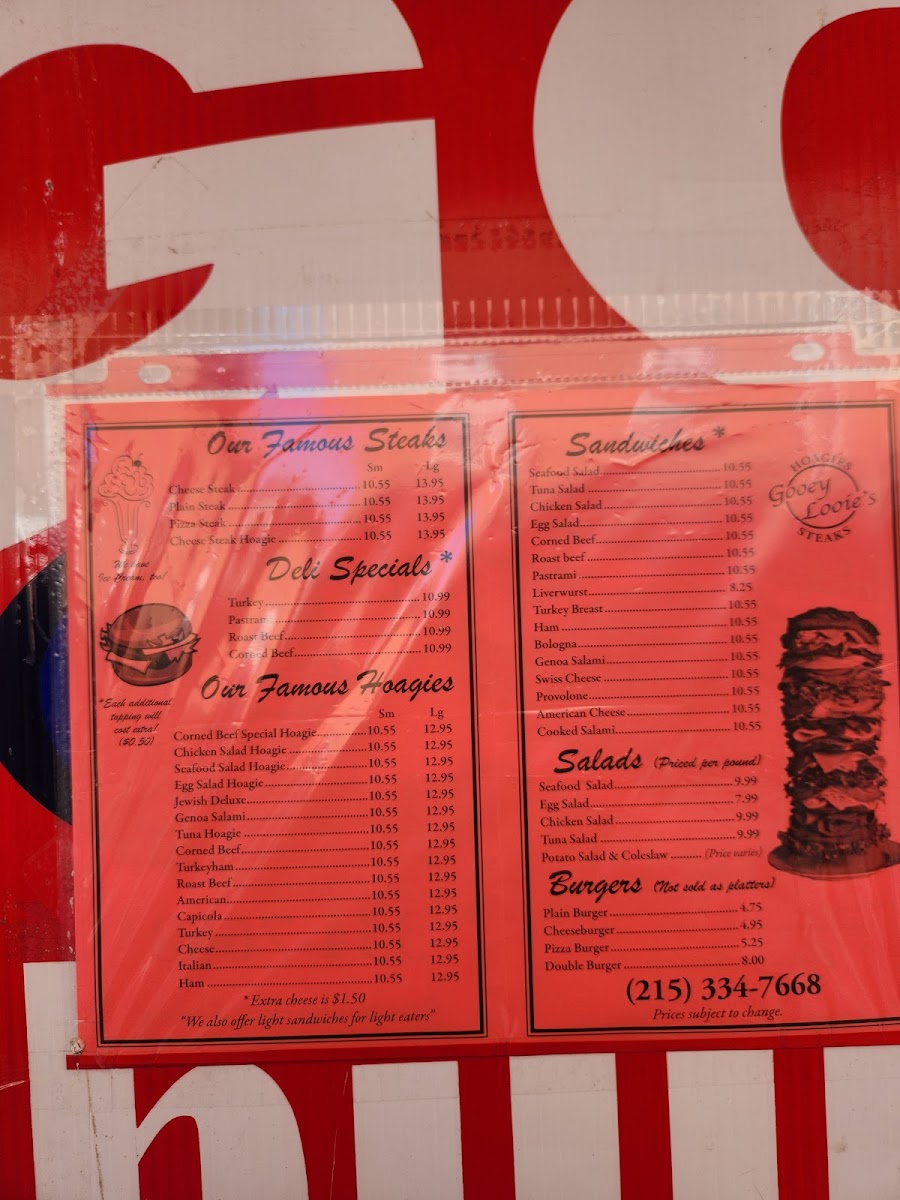 Our Famous Steaks
Sm Lg
Cheese Steak 10.55 13.95
Plain Steak 10.55 13.95
Pizza Steak 10.55 13.95
Cheese Steak Hoagie 10.55 13.95
We have
Ice Cream, too!
Deli Specials *
Turkey 10.99
Pastrami 10.99
Roast Beef 10.99
Corned Beef 10.99
*Each additional
topping will
cost extra!
($0.50)
Our Famous Hoagies
Sm Lg
Corned Beef Special Hoagie 10.55 12.95
Chicken Salad Hoagie 10.55 12.95
Seafood Salad Hoagie 10.55 12.95
Egg Salad Hoagie 10.55 12.95
Jewish Deluxe 10.55 12.95
Genoa Salami 10.55 12.95
Tuna Hoagie 10.55 12.95
Corned Beef 10.55 12.95
Turkeyham 10.55 12.95
Roast Beef 10.55 12.95
American 10.55 12.95
Capicola 10.55 12.95
Turkey 10.55 12.95
Cheese 10.55 12.95
Italian 10.55 12.95
Ham 10.55 12.95
* Extra cheese is $1.50
"We also offer light sandwiches for light eaters"
Sandwiches *
Seafood Salad 10.55
Tuna Salad 10.55
Chicken Salad 10.55
Egg Salad 10.55
Corned Beef 10.55
Roast beef 10.55
Pastrami 10.55
Liverwurst 8.25
Turkey Breast 10.55
Ham 10.55
Bologna 10.55
Genoa Salami 10.55
Swiss Cheese 10.55
Provolone 10.55
American Cheese 10.55
Cooked Salami 10.55
HOAGIES
Gooey
Looie's
STEAKS
Salads (Priced per pound)
Seafood Salad 9.99
Egg Salad 7.99
Chicken Salad 9.99
Tuna Salad 9.99
Potato Salad & Coleslaw (Price varies)
Burgers (Not sold as platters)
Plain Burger 4.75
Cheeseburger 4.95
Pizza Burger 5.25
Double Burger 8.00
(215) 334-7668
Prices subject to change.